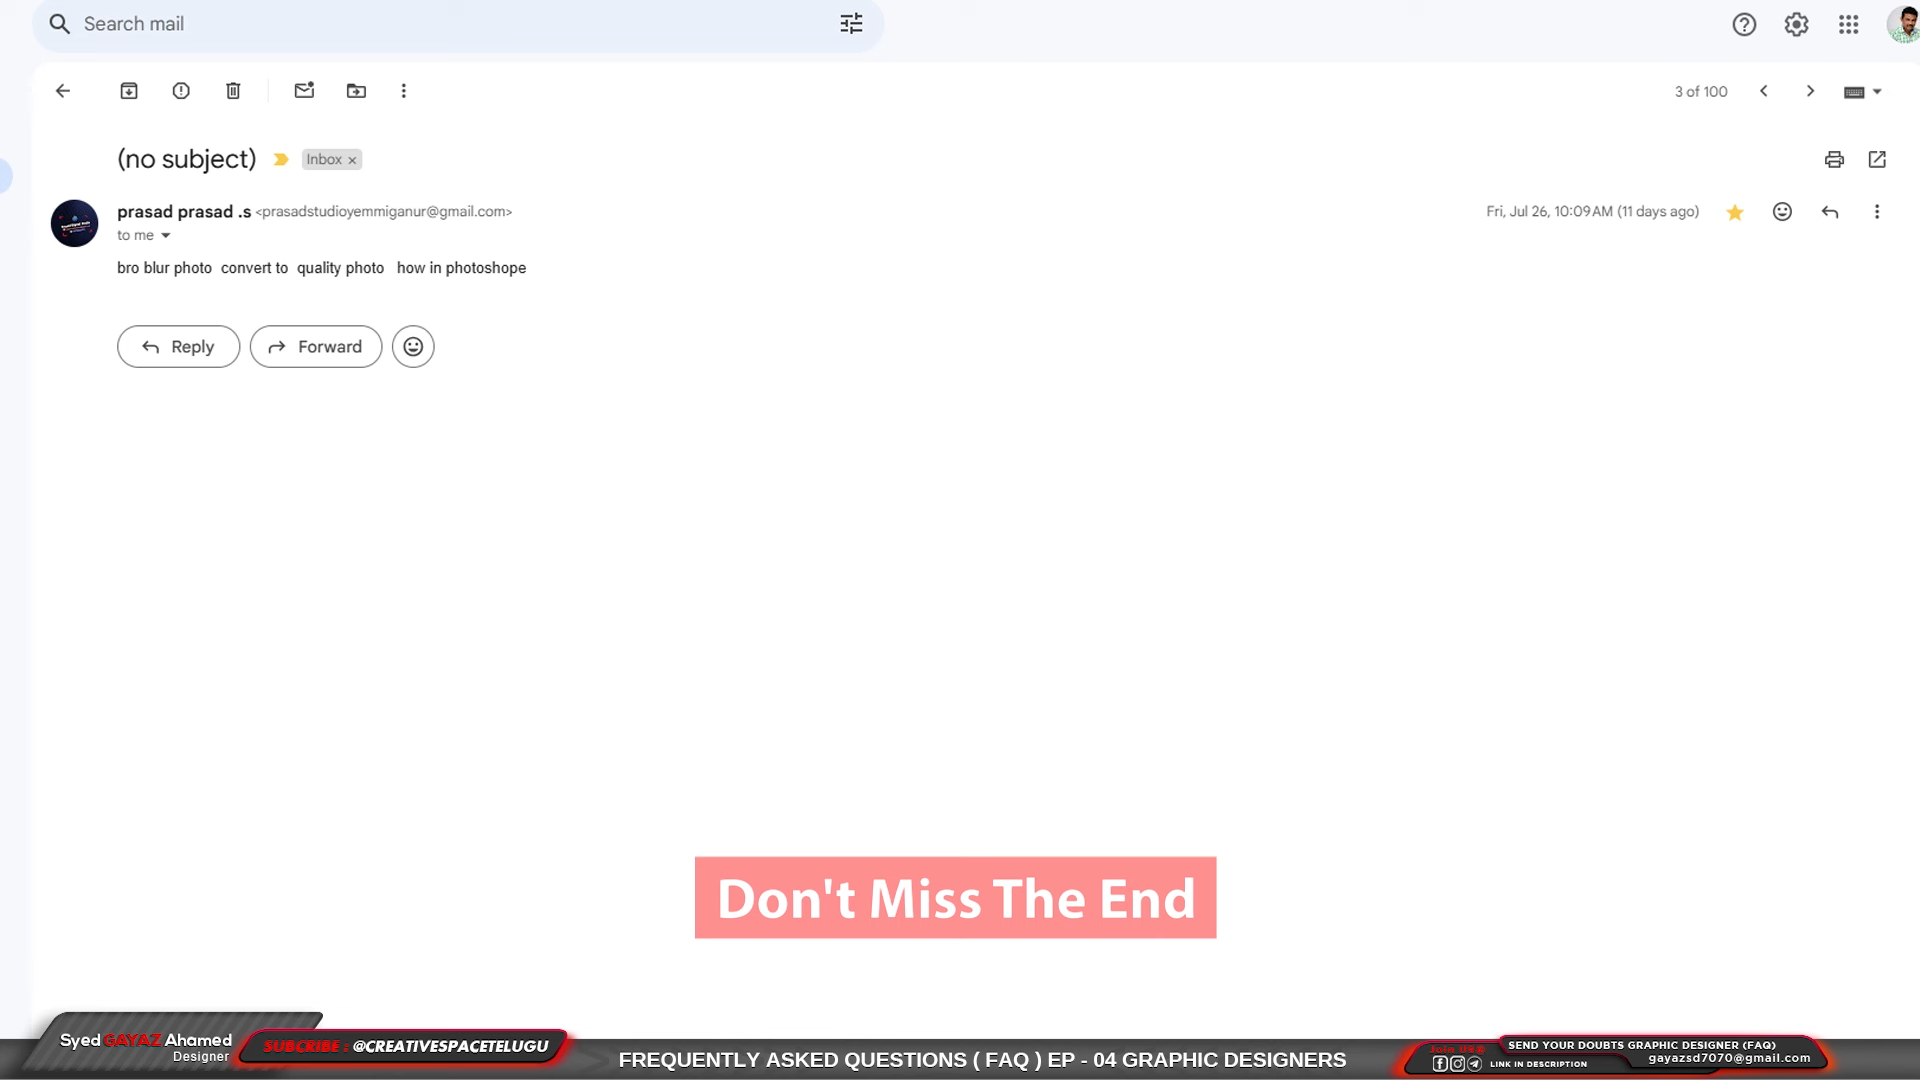 Search mail
3 of 100
(no subject)
Inbox ×
prasad prasad .s <prasadstudioyemmiganur@gmail.com>
Fri, Jul 26, 10:09 AM (11 days ago)
to me
bro blur photo  convert to  quality photo   how in photoshope
Reply
Forward
Don't Miss The End
Syed GAYAZ Ahamed
Designer
SUBCRIBE : @CREATIVESPACETELUGU
FREQUENTLY ASKED QUESTIONS ( FAQ ) EP - 04 GRAPHIC DESIGNERS
Join US
SEND YOUR DOUBTS GRAPHIC DESIGNER (FAQ)
LINK IN DESCRIPTION
gayazsd7070@gmail.com